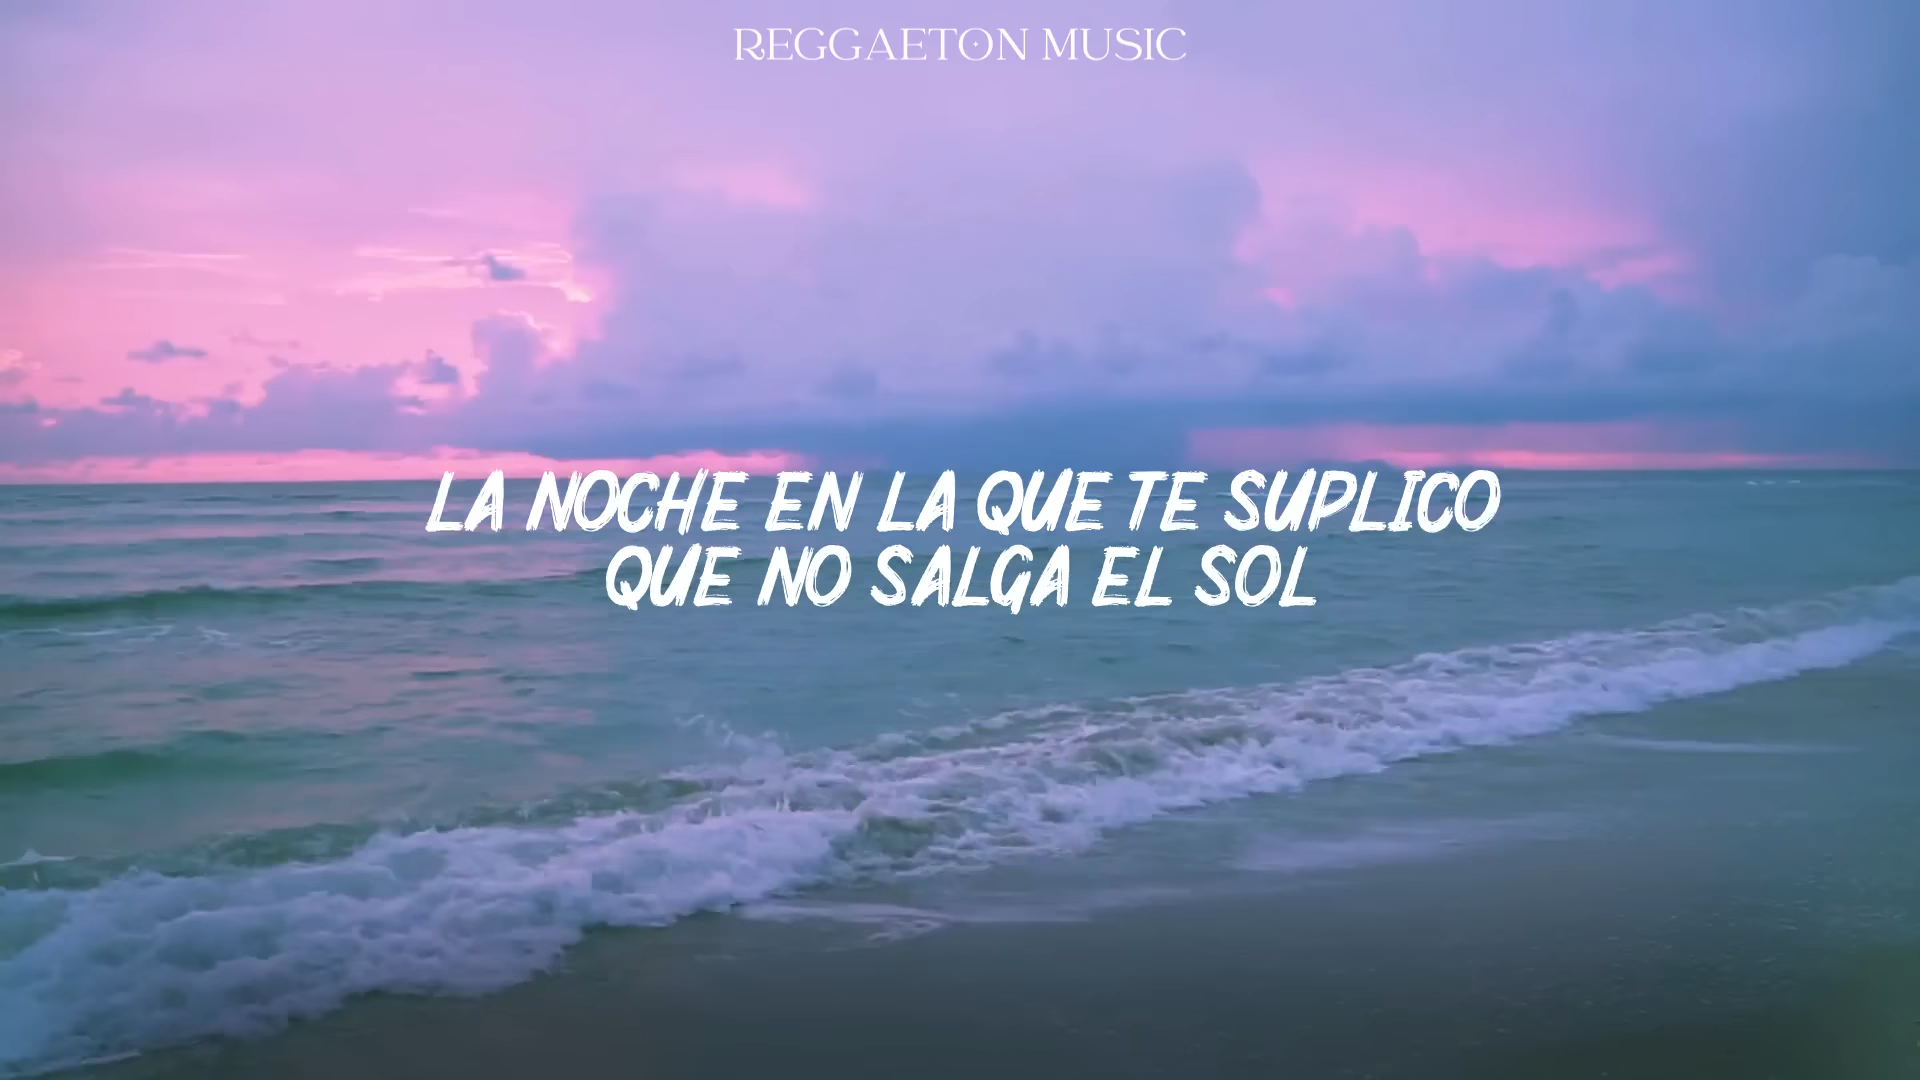 REGGAETON MUSIC
LA NOCHE EN LA QUE TE SUPLICO
QUE NO SALGA EL SOL